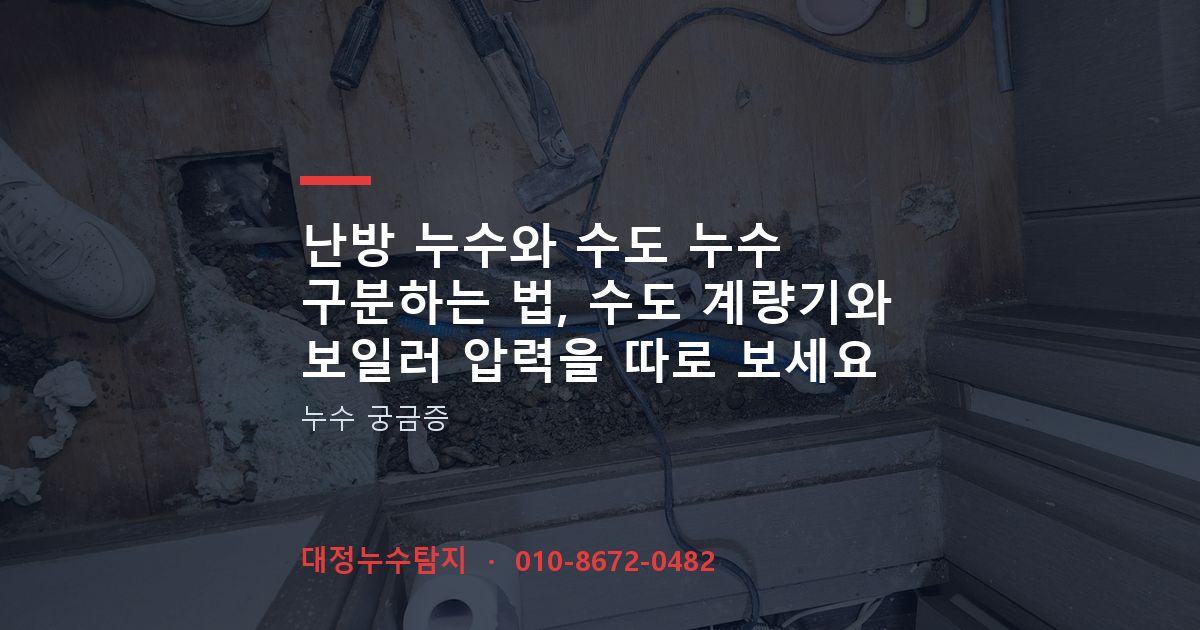 난방 누수와 수도 누수
구분하는 법, 수도 계량기와
보일러 압력을 따로 보세요
누수 궁금증
대정누수탐지 · 010-8672-0482